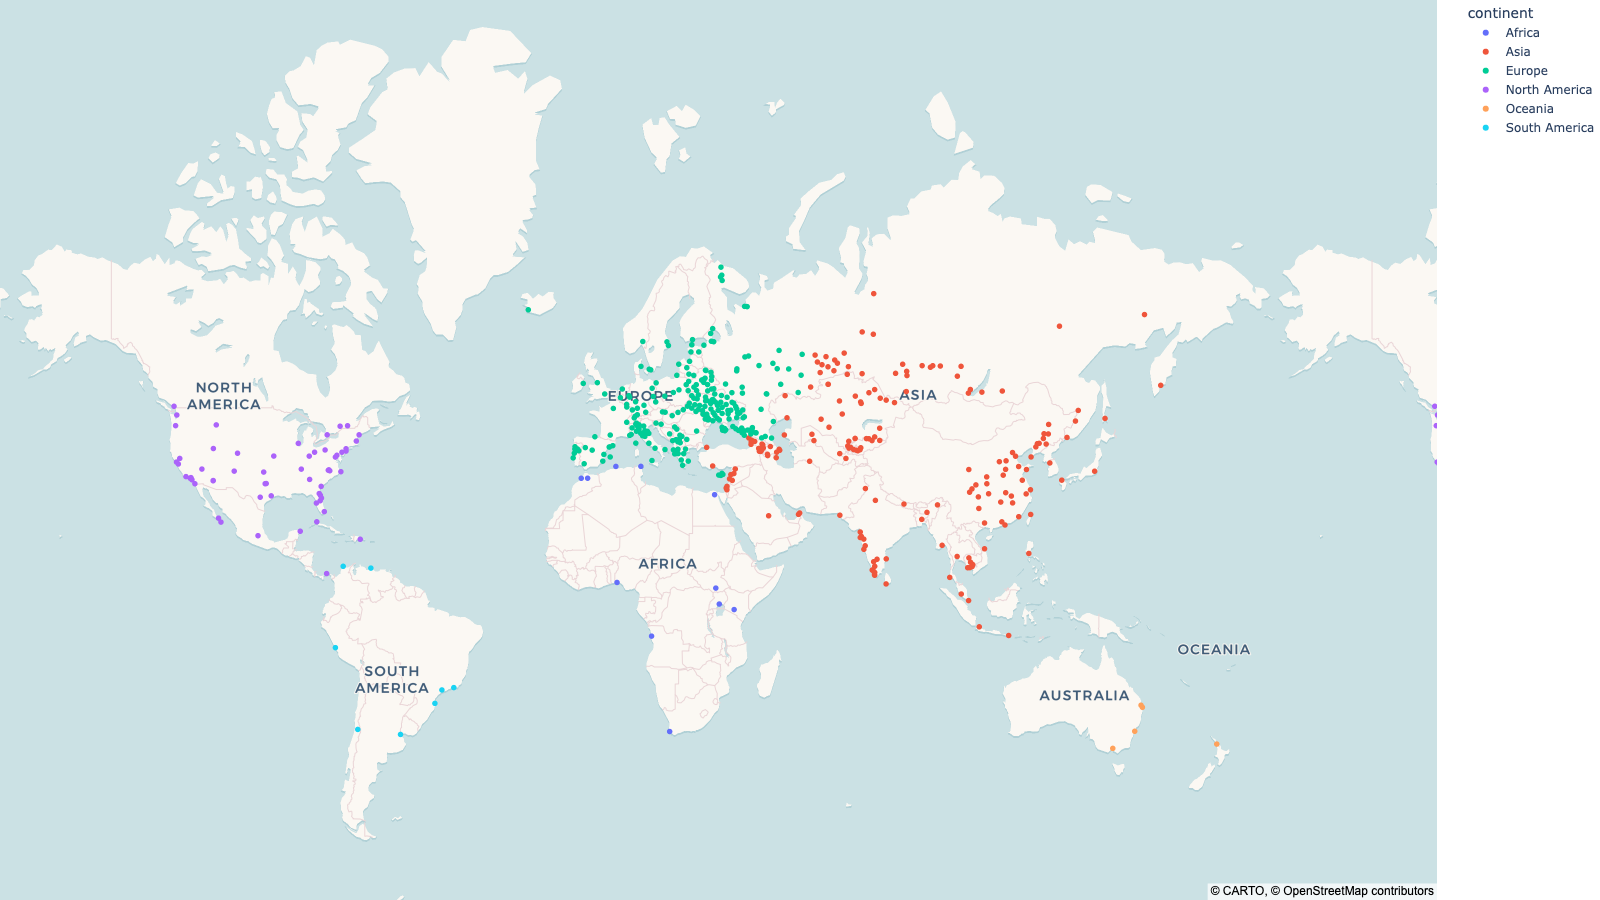 continent
Africa
Asia
Europe
North America
Oceania
South America
NORTH
AMERICA
EUROPE
ASIA
AFRICA
OCEANIA
SOUTH
AMERICA
AUSTRALIA
© CARTO, © OpenStreetMap contributors